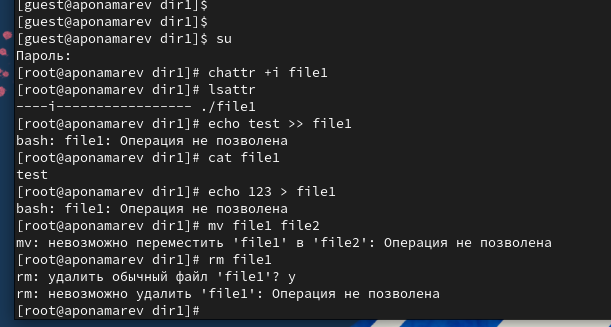 [guest@aponamarev dir1]$
[guest@aponamarev dir1]$
[guest@aponamarev dir1]$ su
Пароль:
[root@aponamarev dir1]# chattr +i file1
[root@aponamarev dir1]# lsattr
----i----------------- ./file1
[root@aponamarev dir1]# echo test >> file1
bash: file1: Операция не позволена
[root@aponamarev dir1]# cat file1
test
[root@aponamarev dir1]# echo 123 > file1
bash: file1: Операция не позволена
[root@aponamarev dir1]# mv file1 file2
mv: невозможно переместить 'file1' в 'file2': Операция не позволена
[root@aponamarev dir1]# rm file1
rm: удалить обычный файл 'file1'? y
rm: невозможно удалить 'file1': Операция не позволена
[root@aponamarev dir1]#